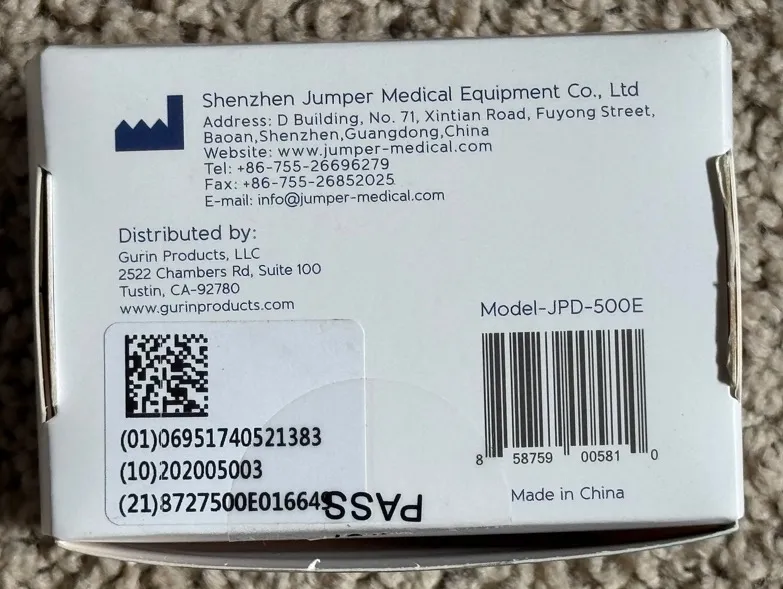 Shenzhen Jumper Medical Equipment Co., Ltd
Address: D Building, No. 71, Xintian Road, Fuyong Street,
Baoan,Shenzhen,Guangdong,China
Website: www.jumper-medical.com
Tel: +86-755-26696279
Fax: +86-755-26852025
E-mail: info@jumper-medical.com
Distributed by:
Gurin Products, LLC
2522 Chambers Rd, Suite 100
Tustin, CA-92780
www.gurinproducts.com
Model-JPD-500E
8 58759 00581 0
Made in China
(01)06951740521383
(10)202005003
(21)8727500E016649
PASS